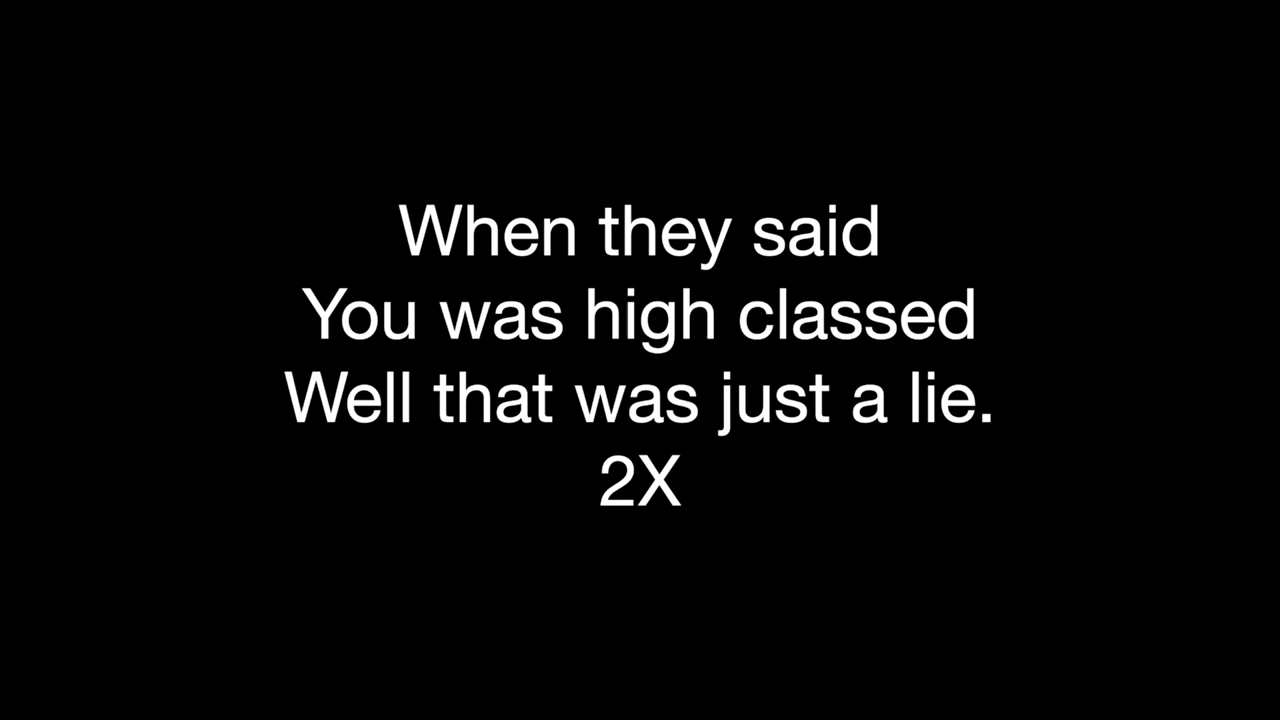 When they said
You was high classed
Well that was just a lie.
2X